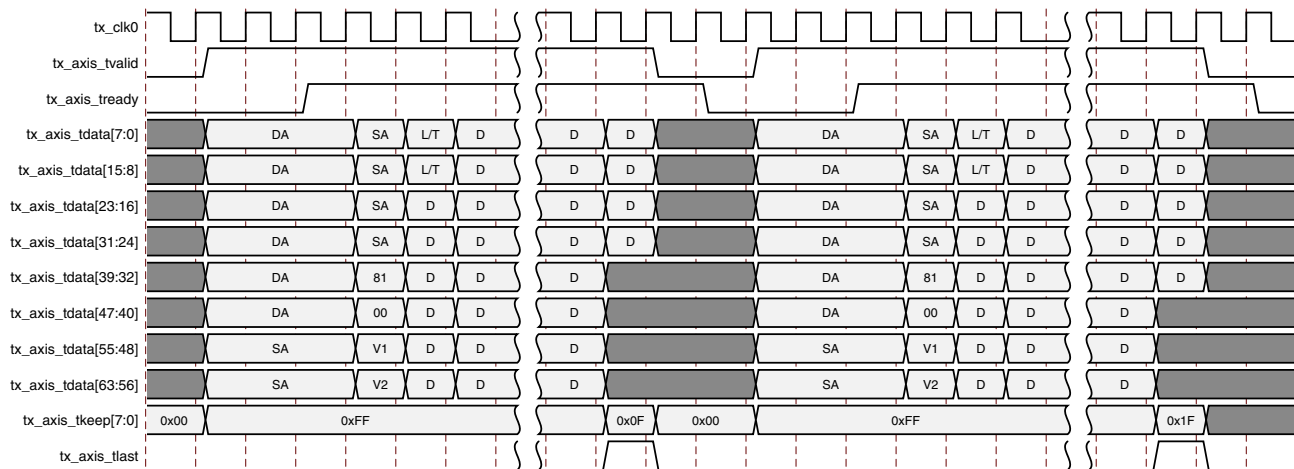 tx_clk0
tx_axis_tvalid
tx_axis_tready
tx_axis_tdata[7:0] DA SA L/T D D D DA SA L/T D D D
tx_axis_tdata[15:8] DA SA L/T D D D DA SA L/T D D D
tx_axis_tdata[23:16] DA SA D D D D DA SA D D D D
tx_axis_tdata[31:24] DA SA D D D D DA SA D D D D
tx_axis_tdata[39:32] DA 81 D D D DA 81 D D D D
tx_axis_tdata[47:40] DA 00 D D D DA 00 D D D
tx_axis_tdata[55:48] SA V1 D D D SA V1 D D D
tx_axis_tdata[63:56] SA V2 D D D SA V2 D D D
tx_axis_tkeep[7:0] 0x00 0xFF 0x0F 0x00 0xFF 0x1F
tx_axis_tlast